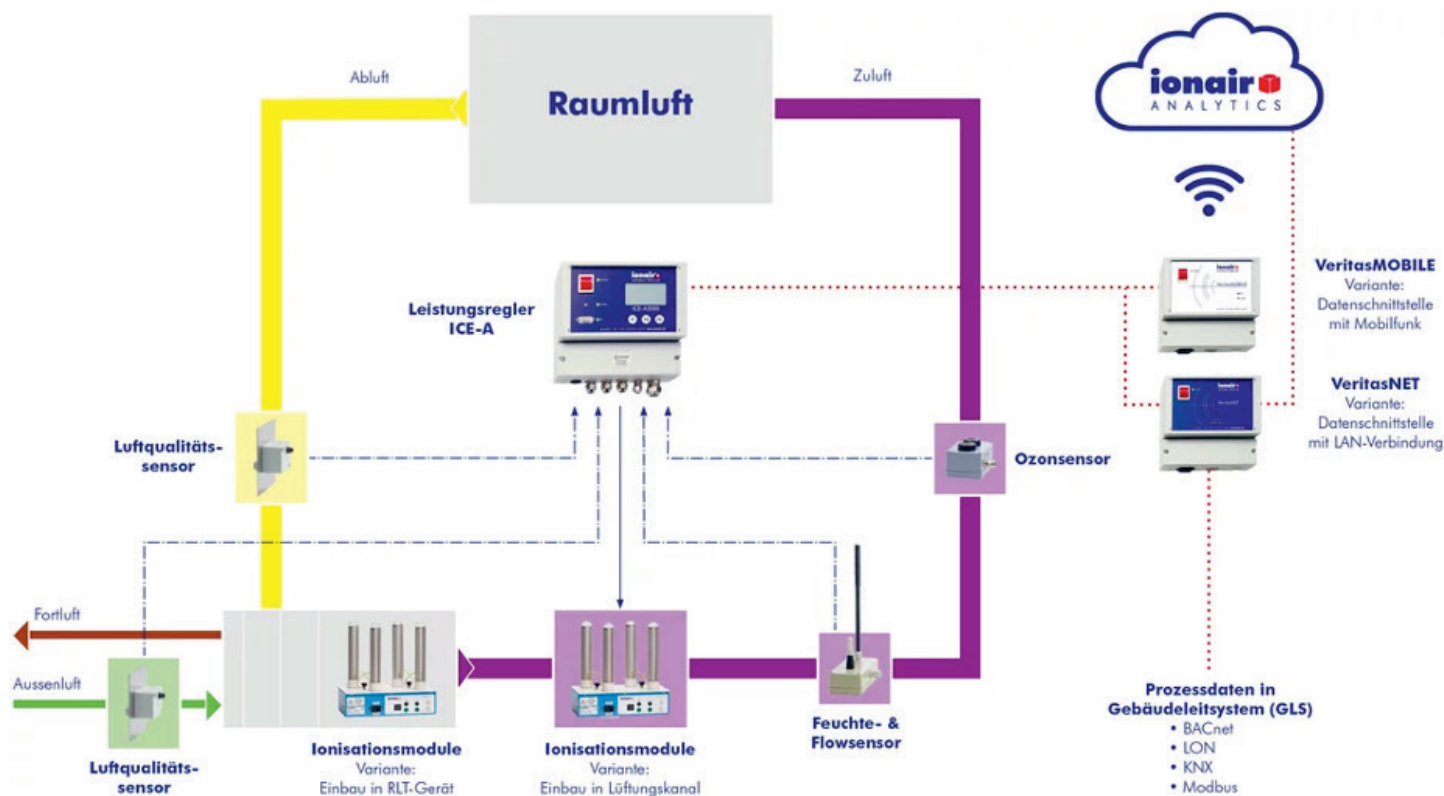 Abluft
Raumluft
Zuluft
ionair
ANALYTICS
Leistungsregler
ICE-A
ionair
VeritasMOBILE
Variante:
Datenschnittstelle
mit Mobilfunk
VeritasNET
Variante:
Datenschnittstelle
mit LAN-Verbindung
Luftqualitäts-
sensor
Ozonsensor
Fortluft
Aussenluft
Luftqualitäts-
sensor
Ionisationsmodule
Variante:
Einbau in RLT-Gerät
Ionisationsmodule
Variante:
Einbau in Lüftungskanal
Feuchte- &
Flowsensor
Prozessdaten in
Gebäudeleitsystem (GLS)
• BACnet
• LON
• KNX
• Modbus